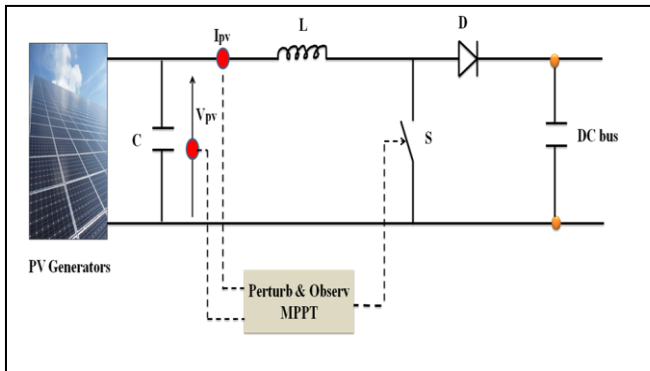 Ipv
L
D
Vpv
C
S
DC bus
PV Generators
Perturb & Observ
MPPT